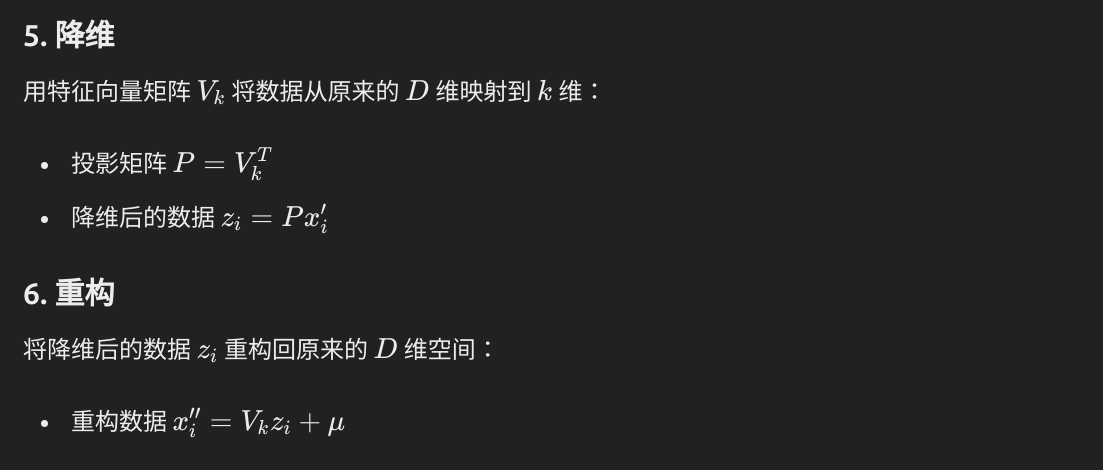 5. 降维
用特征向量矩阵 $V_k$ 将数据从原来的 $D$ 维映射到 $k$ 维：
• 投影矩阵 $P = V_k^T$
• 降维后的数据 $z_i = Px_i'$
6. 重构
将降维后的数据 $z_i$ 重构回原来的 $D$ 维空间：
• 重构数据 $x_i'' = V_k z_i + \mu$